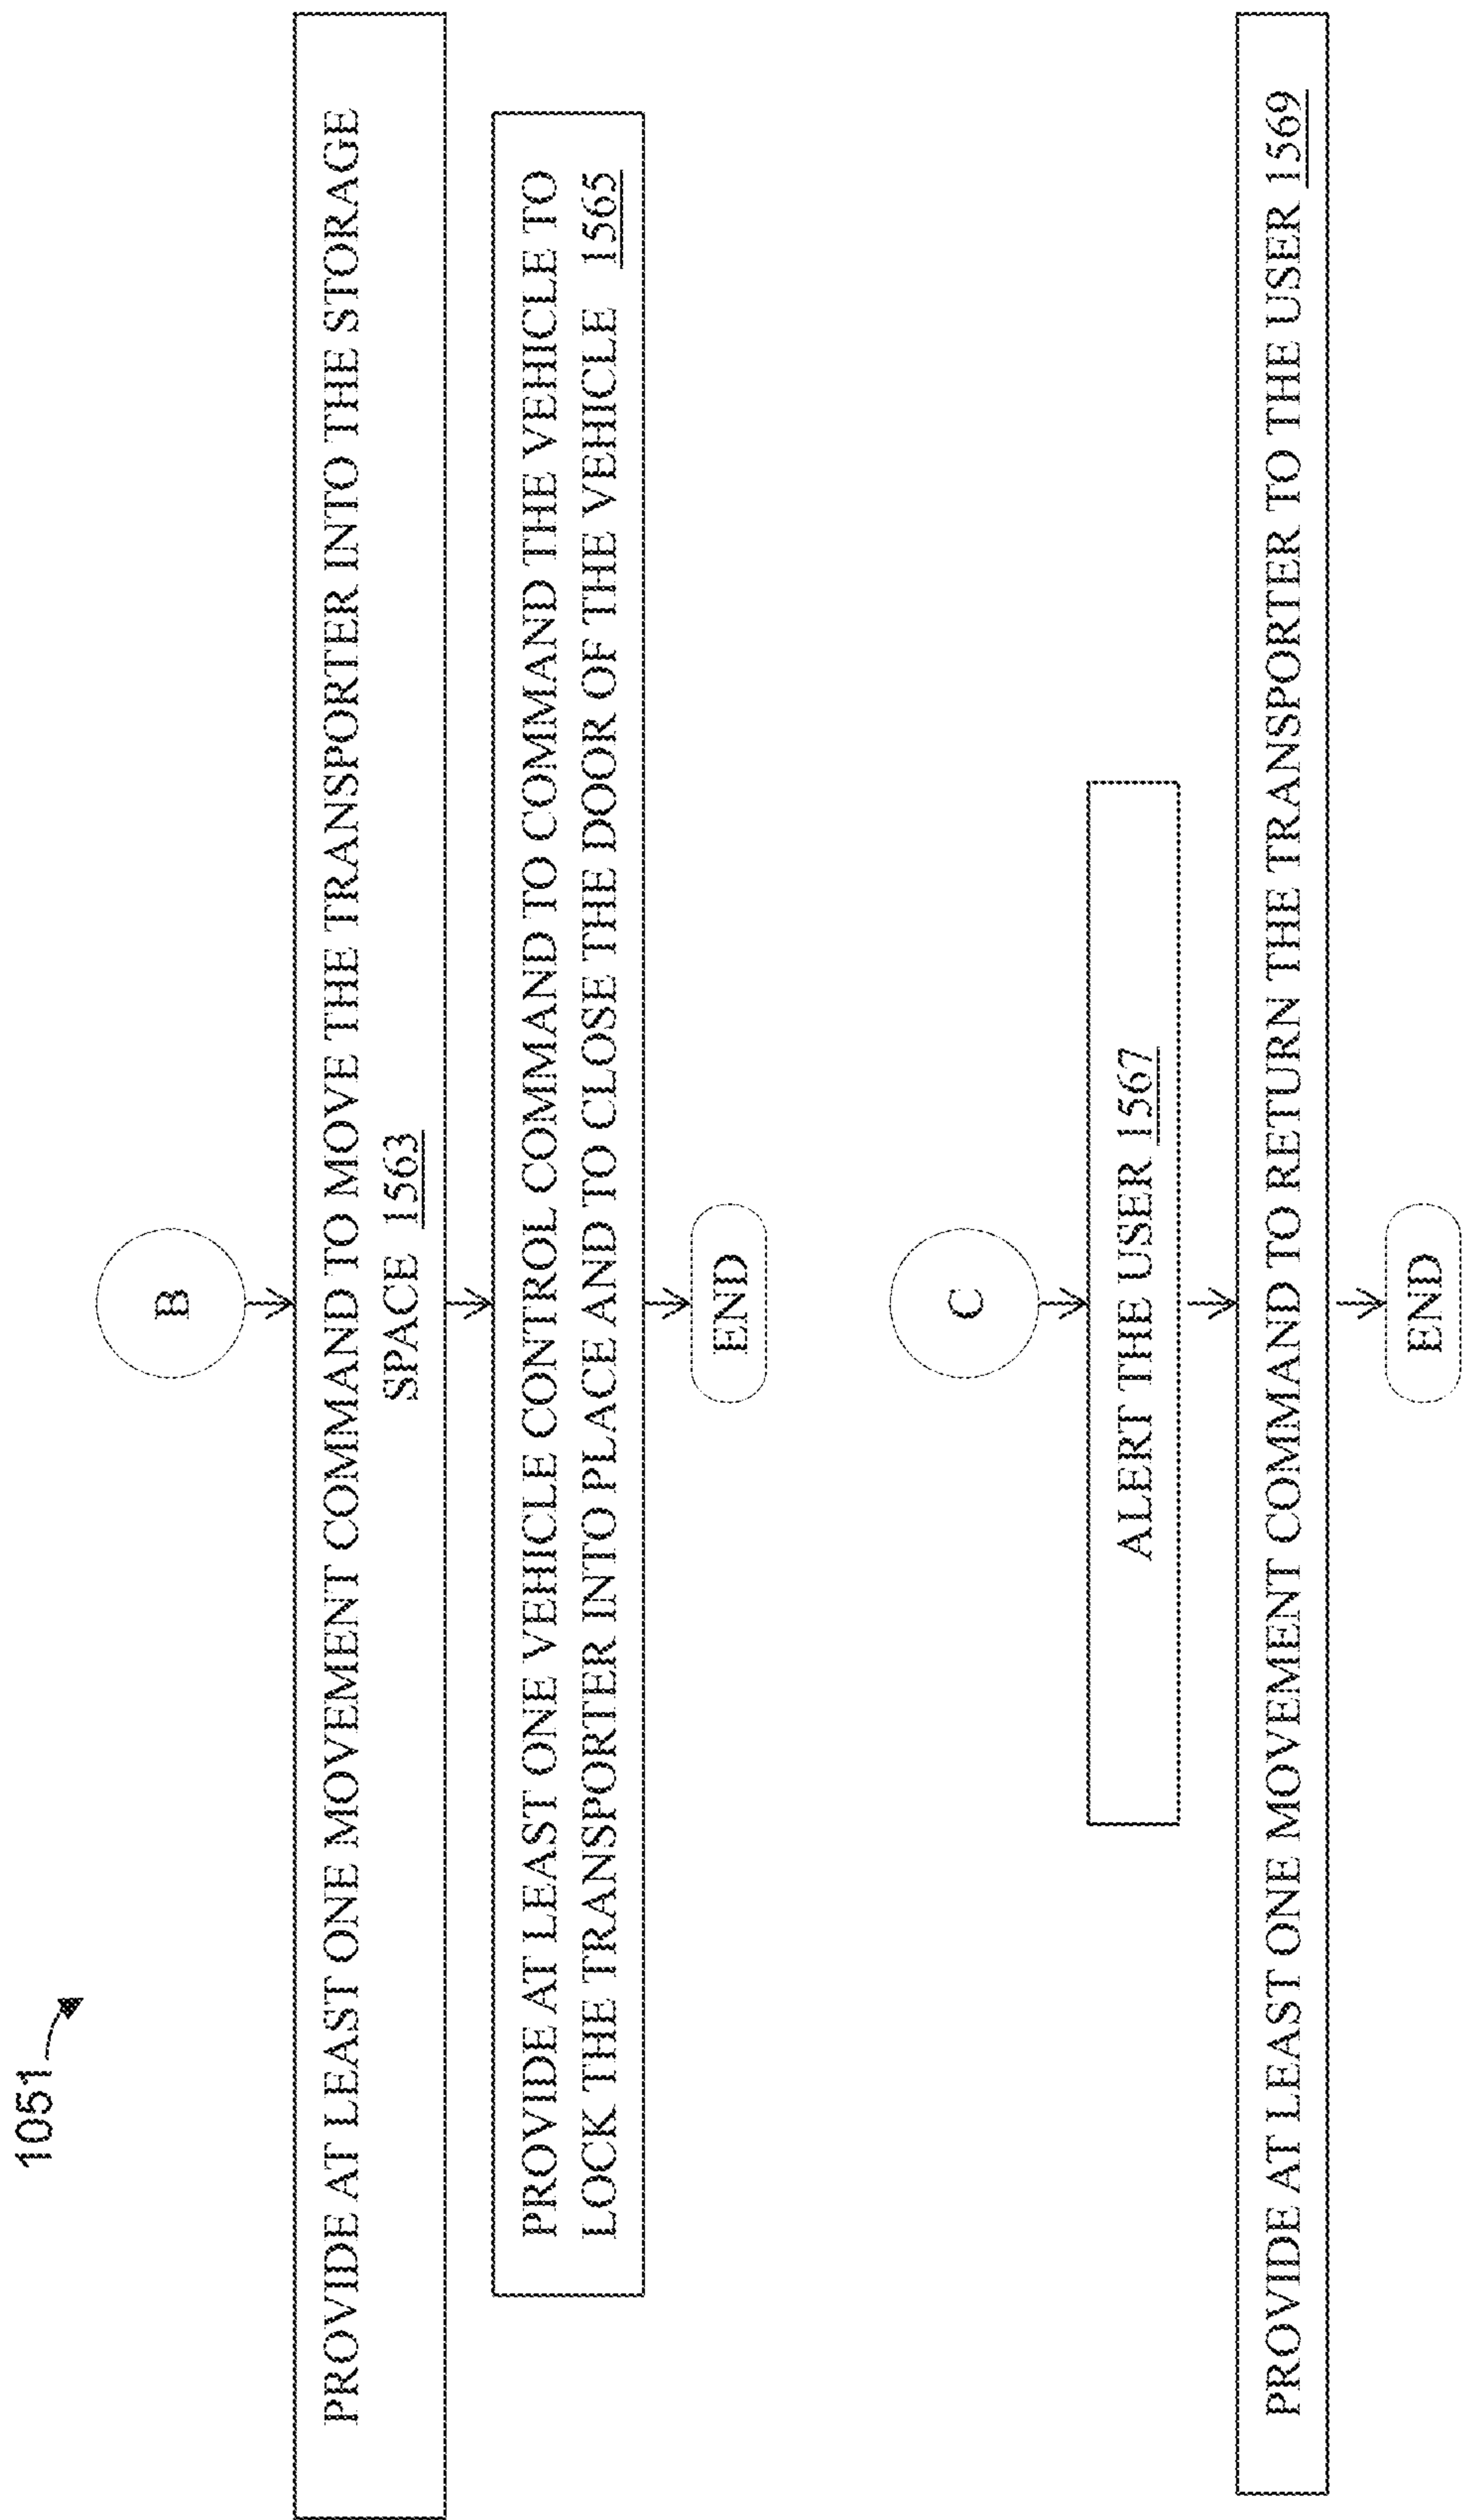 1051
B
PROVIDE AT LEAST ONE MOVEMENT COMMAND TO MOVE THE TRANSPORTER INTO THE STORAGE
SPACE 1563
PROVIDE AT LEAST ONE VEHICLE CONTROL COMMAND TO COMMAND THE VEHICLE TO
LOCK THE TRANSPORTER INTO PLACE AND TO CLOSE THE DOOR OF THE VEHICLE 1565
END
C
ALERT THE USER 1567
PROVIDE AT LEAST ONE MOVEMENT COMMAND TO RETURN THE TRANSPORTER TO THE USER 1569
END